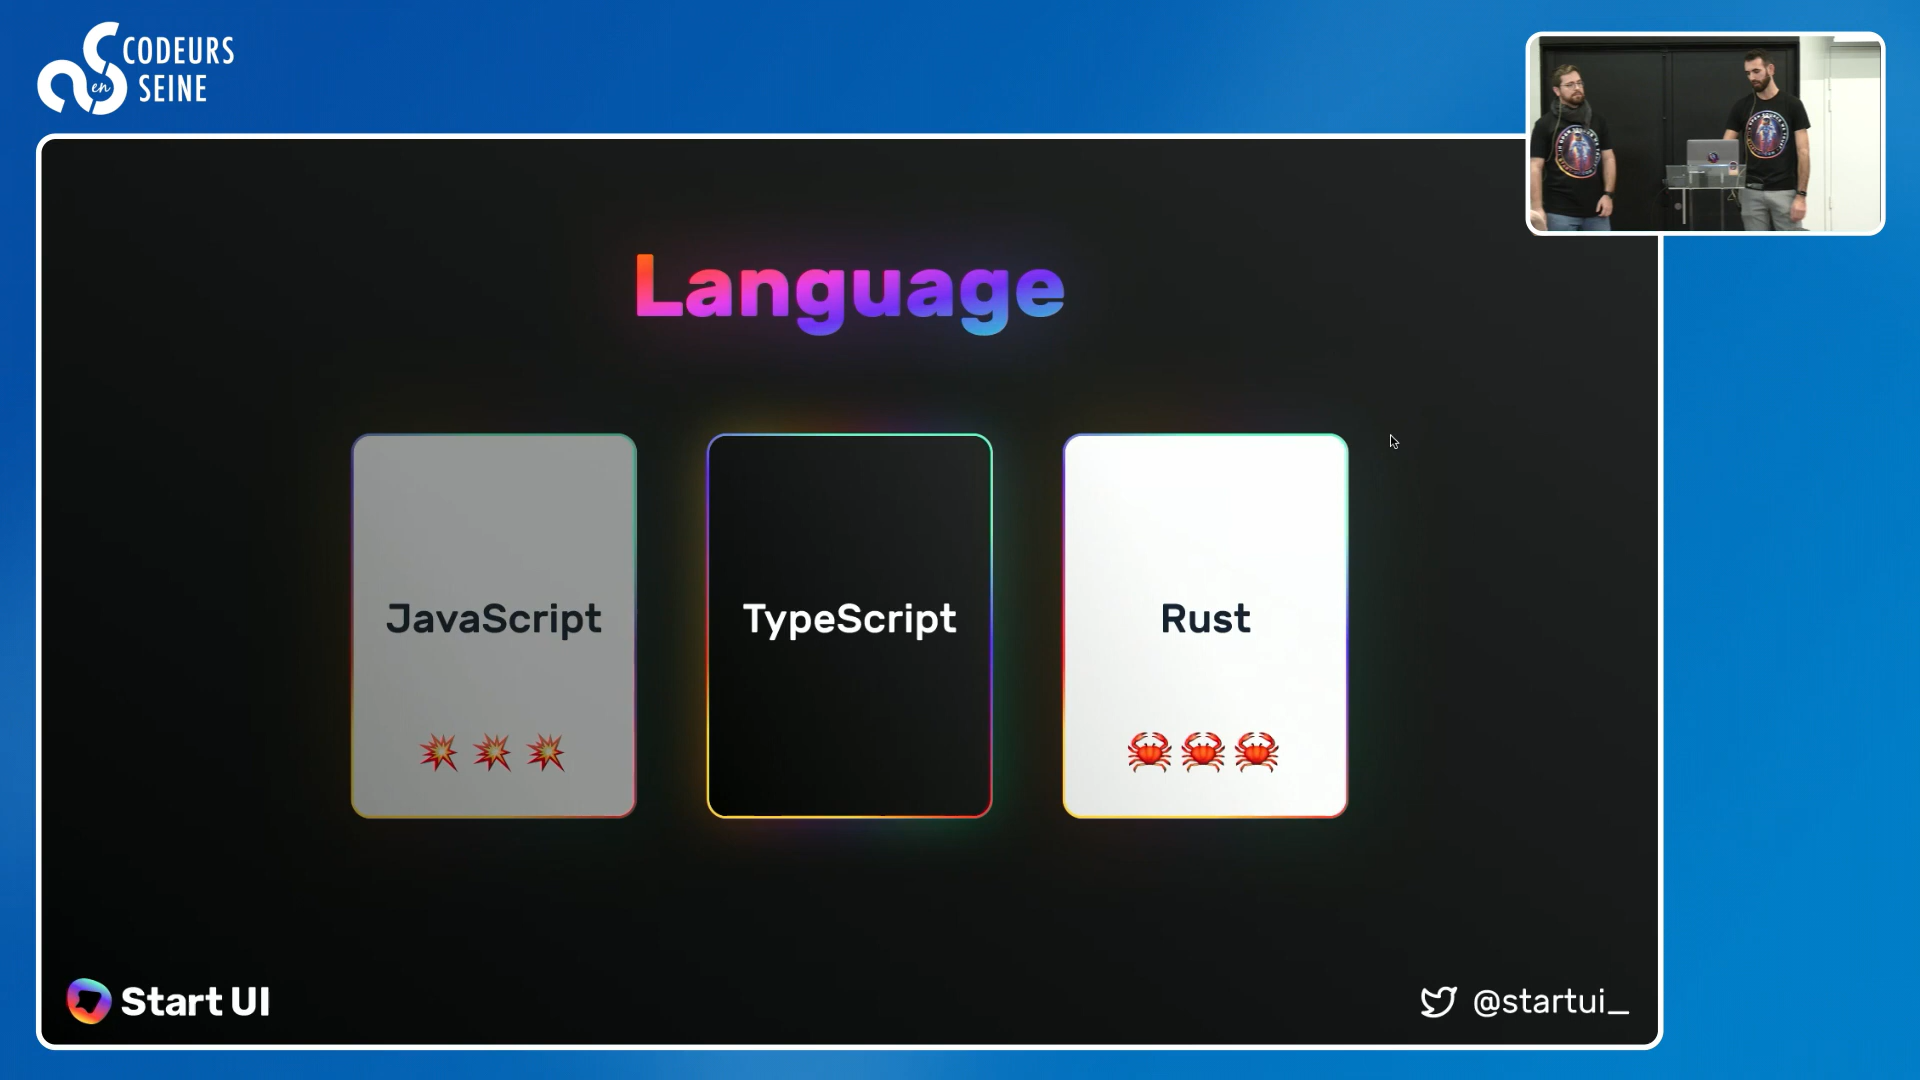 CODEURS
en SEINE
Language
JavaScript
TypeScript
Rust
Start UI
@startui_